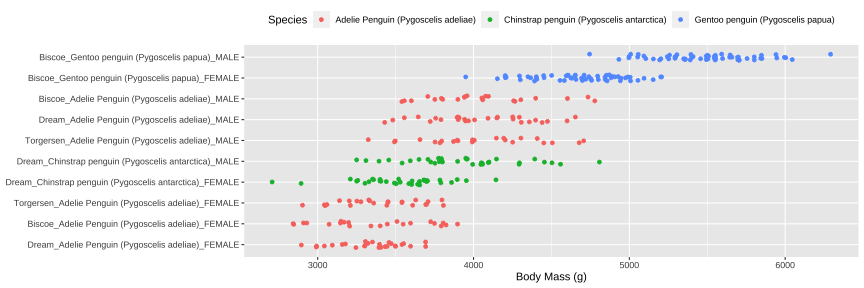 Species Adelie Penguin (Pygoscelis adeliae) Chinstrap penguin (Pygoscelis antarctica) Gentoo penguin (Pygoscelis papua)
Biscoe_Gentoo penguin (Pygoscelis papua)_MALE
Biscoe_Gentoo penguin (Pygoscelis papua)_FEMALE
Biscoe_Adelie Penguin (Pygoscelis adeliae)_MALE
Dream_Adelie Penguin (Pygoscelis adeliae)_MALE
Torgersen_Adelie Penguin (Pygoscelis adeliae)_MALE
Dream_Chinstrap penguin (Pygoscelis antarctica)_MALE
Dream_Chinstrap penguin (Pygoscelis antarctica)_FEMALE
Torgersen_Adelie Penguin (Pygoscelis adeliae)_FEMALE
Biscoe_Adelie Penguin (Pygoscelis adeliae)_FEMALE
Dream_Adelie Penguin (Pygoscelis adeliae)_FEMALE
3000 4000 5000 6000
Body Mass (g)